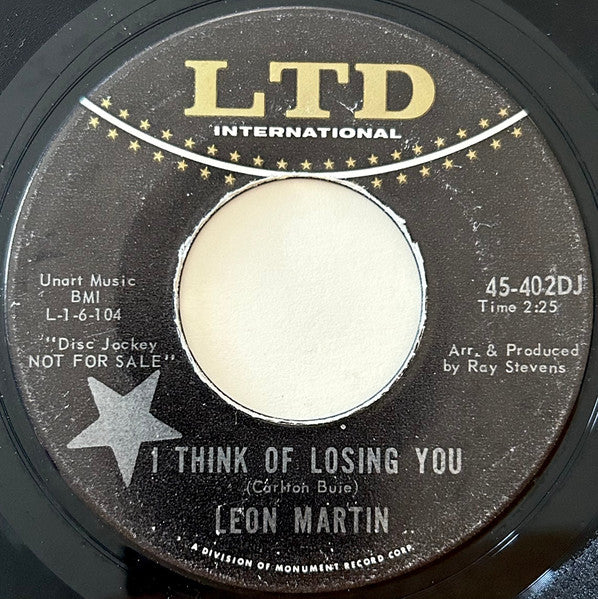 LTD
INTERNATIONAL
Unart Music
BMI
L-1-6-104
"Disc Jockey
NOT FOR SALE"
45-402DJ
Time 2:25
Arr. & Produced
by Ray Stevens
I THINK OF LOSING YOU
(Carlton Buie)
LEON MARTIN
A DIVISION OF MONUMENT RECORD CORP.